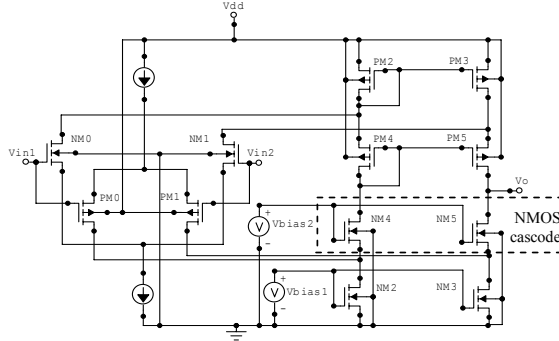 Vdd
PM2
PM3
NM0
NM1
Vin1
Vin2
PM4
PM5
PM0
PM1
Vo
+
Vbias2
-
NM4
NM5
NMOS
cascode
+
Vbias1
-
NM2
NM3
V
V